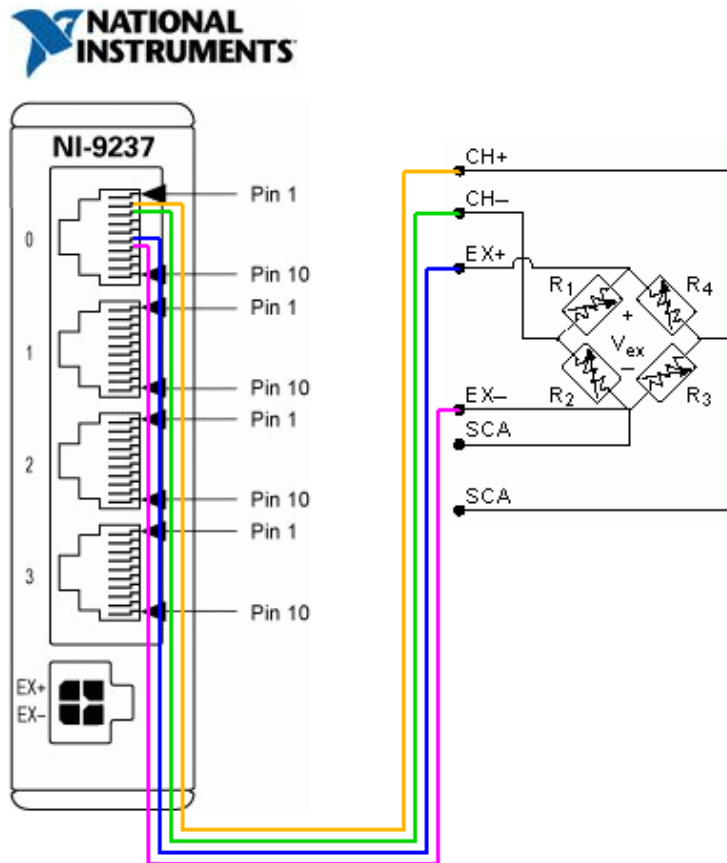 NATIONAL
INSTRUMENTS
NI-9237
0
Pin 1
Pin 10
1
Pin 1
Pin 10
2
Pin 1
Pin 10
3
Pin 1
Pin 10
EX+
EX–
CH+
CH–
EX+
R1
R4
+
Vex
–
R2
R3
EX–
SCA
SCA